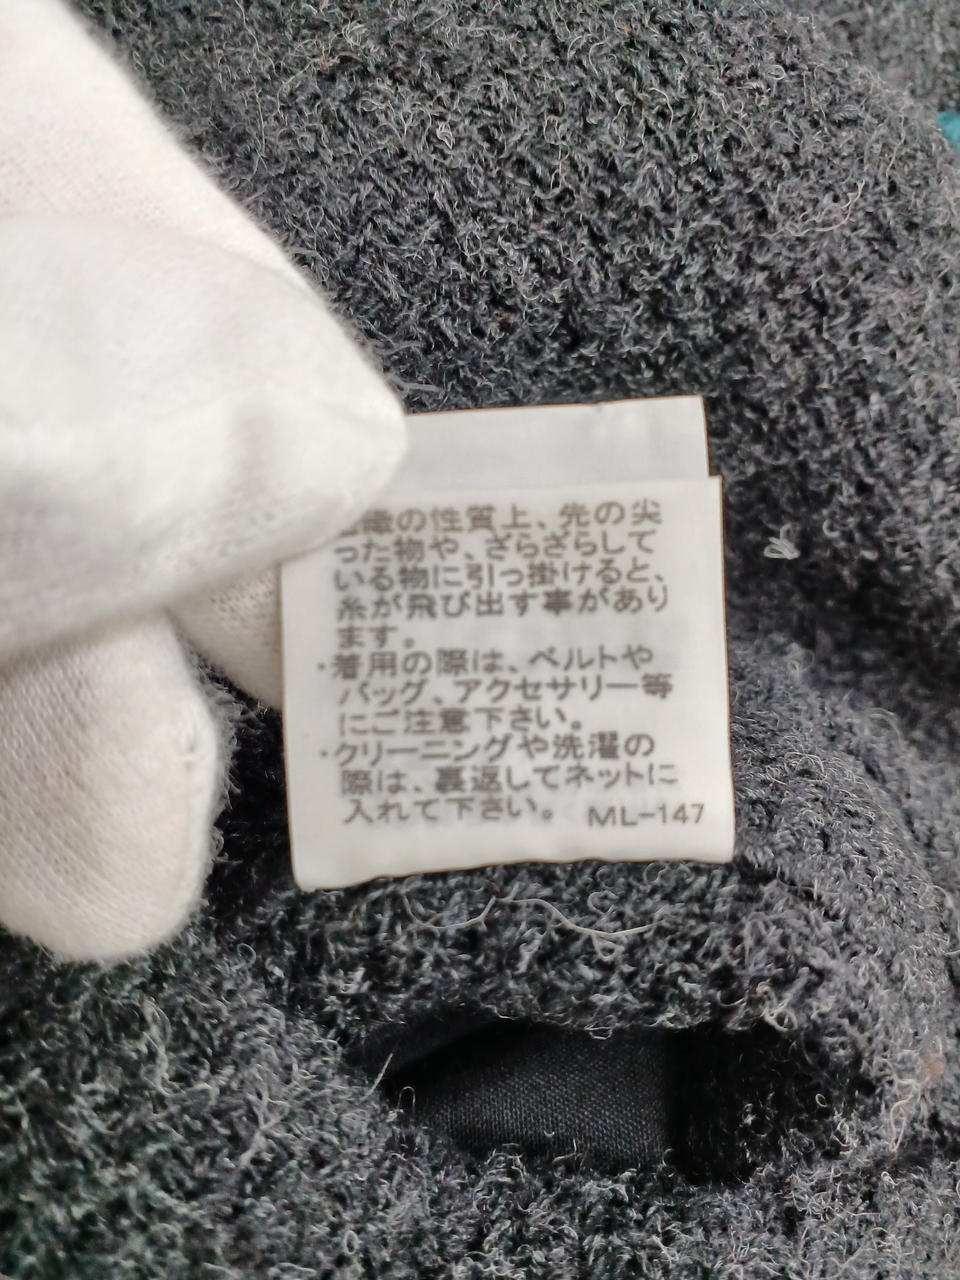 の性質上、先の尖
った物や、ざらざらして
いる物に引っ掛けると、
糸が飛び出す事があり
ます。
・着用の際は、ベルトや
バッグ、アクセサリー等
にご注意下さい。
・クリーニングや洗濯の
際は、裏返してネットに
入れて下さい。 ML-147